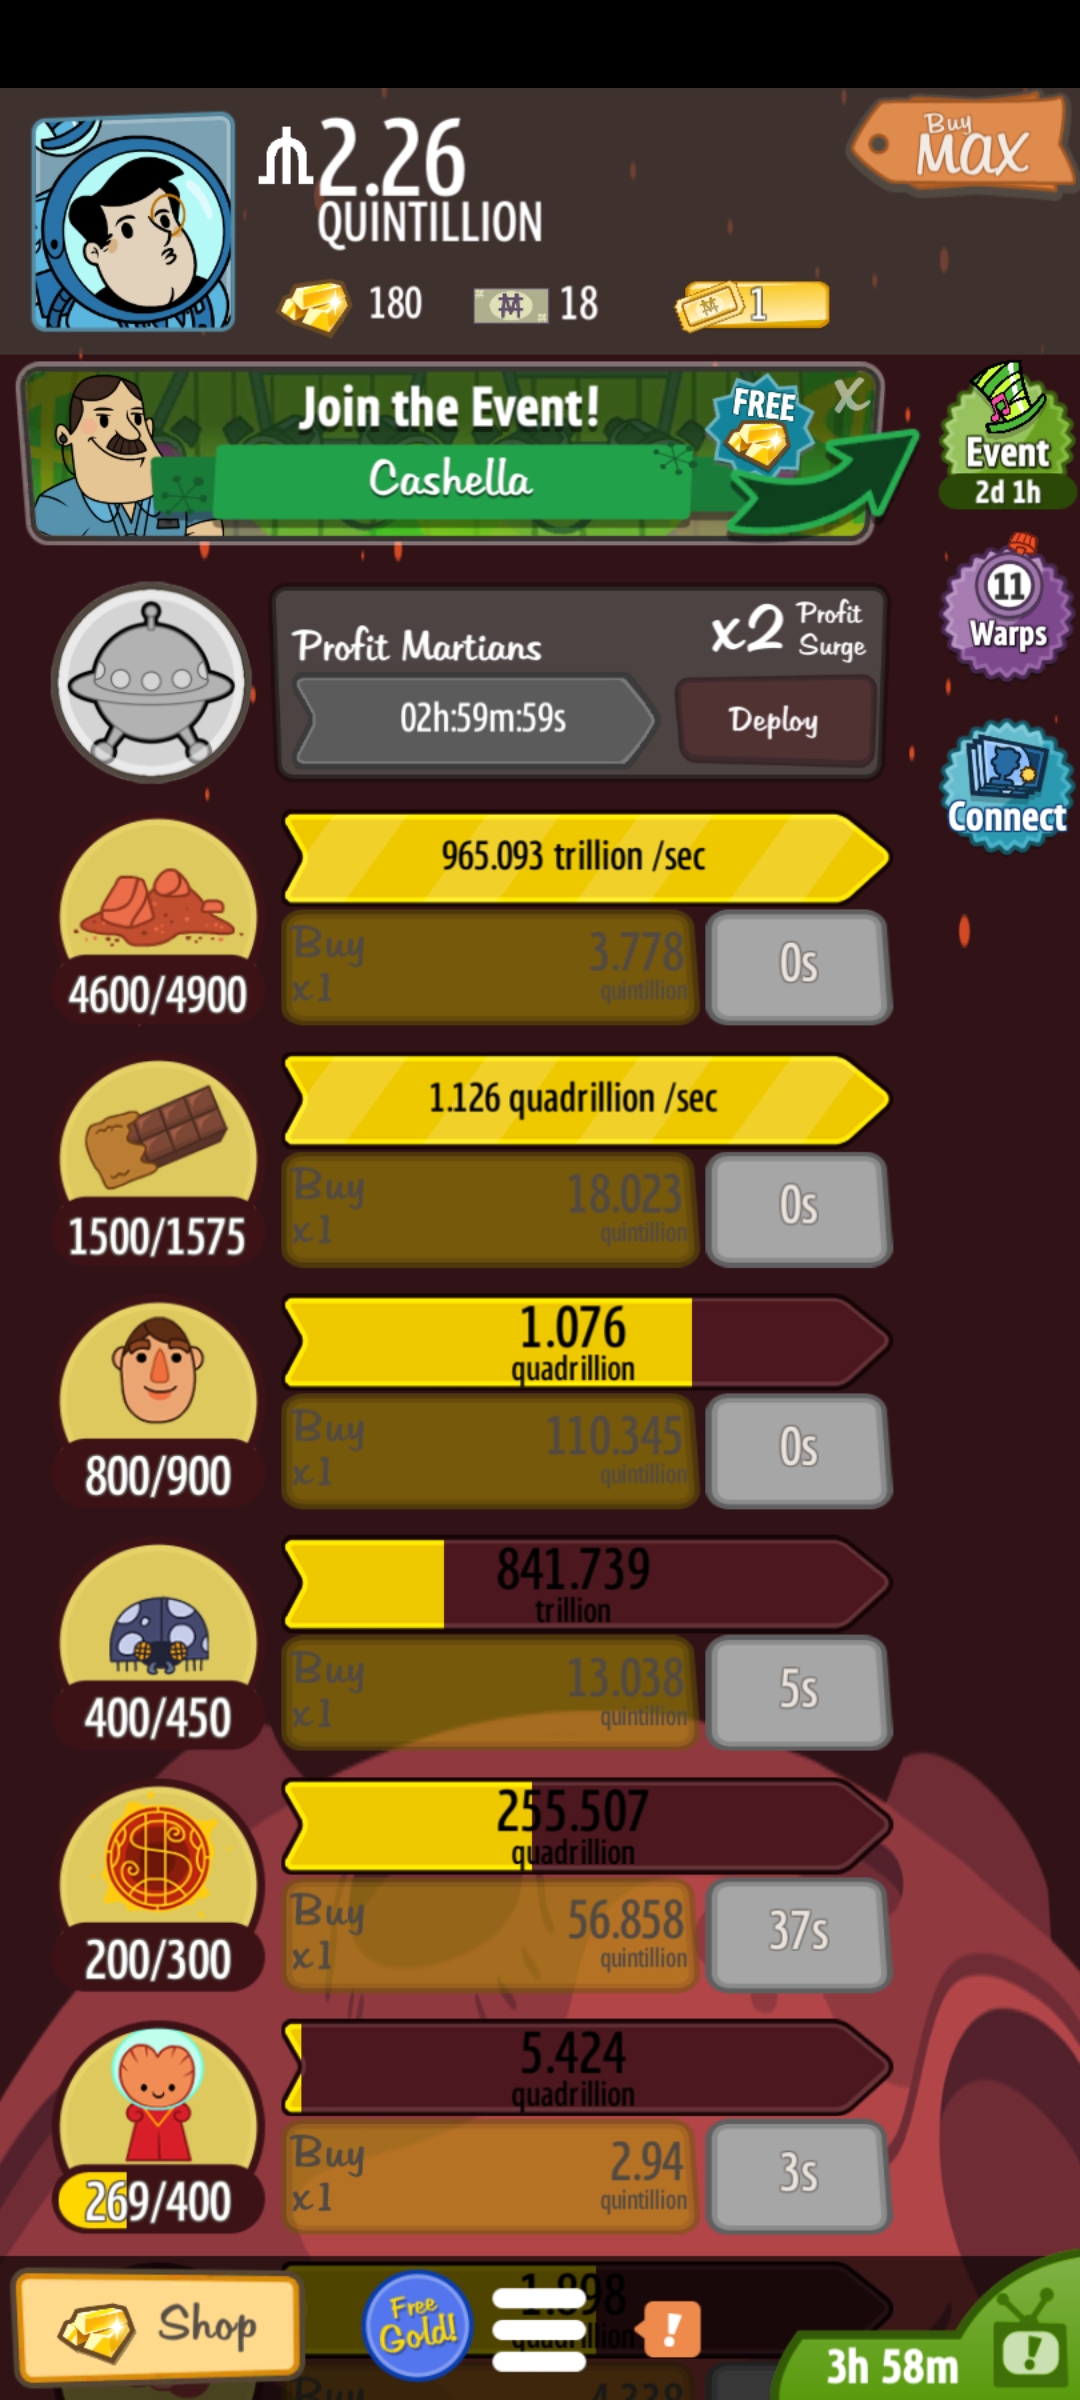 2.26
QUINTILLION
Buy
MAX
180
18
1
Join the Event!
FREE
X
Cashella
Event
2d 1h
11
Warps
Connect
Profit Martians
x2 Profit Surge
02h:59m:59s
Deploy
965.093 trillion /sec
4600/4900
Buy
x1
3.778
quintillion
0s
1.126 quadrillion /sec
1500/1575
Buy
x1
18.023
quintillion
0s
1.076
quadrillion
800/900
Buy
x1
110.345
quintillion
0s
841.739
trillion
400/450
Buy
x1
13.038
quintillion
5s
255.507
quadrillion
200/300
Buy
x1
56.858
quintillion
37s
5.424
quadrillion
269/400
Buy
x1
2.94
quintillion
3s
Shop
Free
Gold!
!
3h 58m
!
Buy